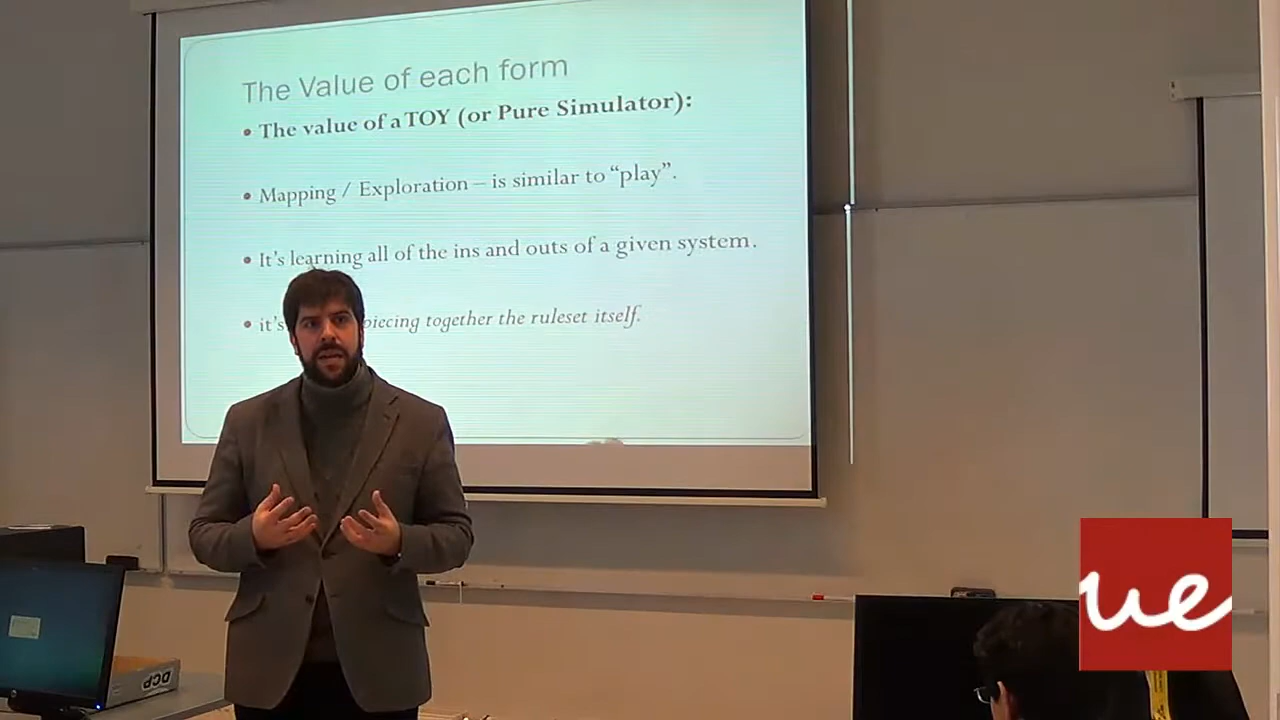 The Value of each form
• The value of a TOY (or Pure Simulator):
• Mapping / Exploration – is similar to “play”.
• It’s learning all of the ins and outs of a given system.
• it’s piecing together the ruleset itself.
DCP
ue